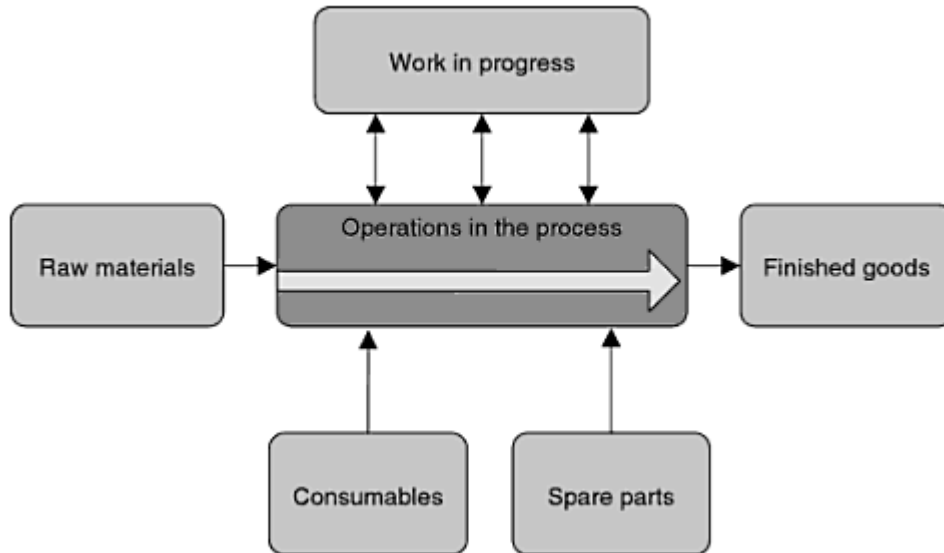 Work in progress
Operations in the process
Raw materials
Finished goods
Consumables
Spare parts